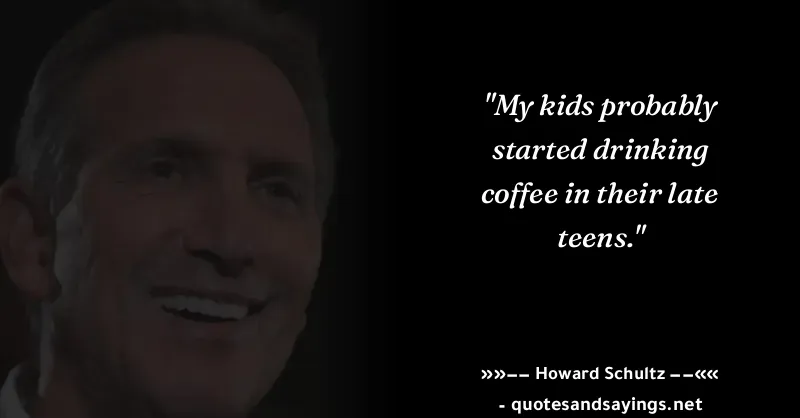 "My kids probably
started drinking
coffee in their late
teens."
»»−− Howard Schultz −−««
- quotesandsayings.net